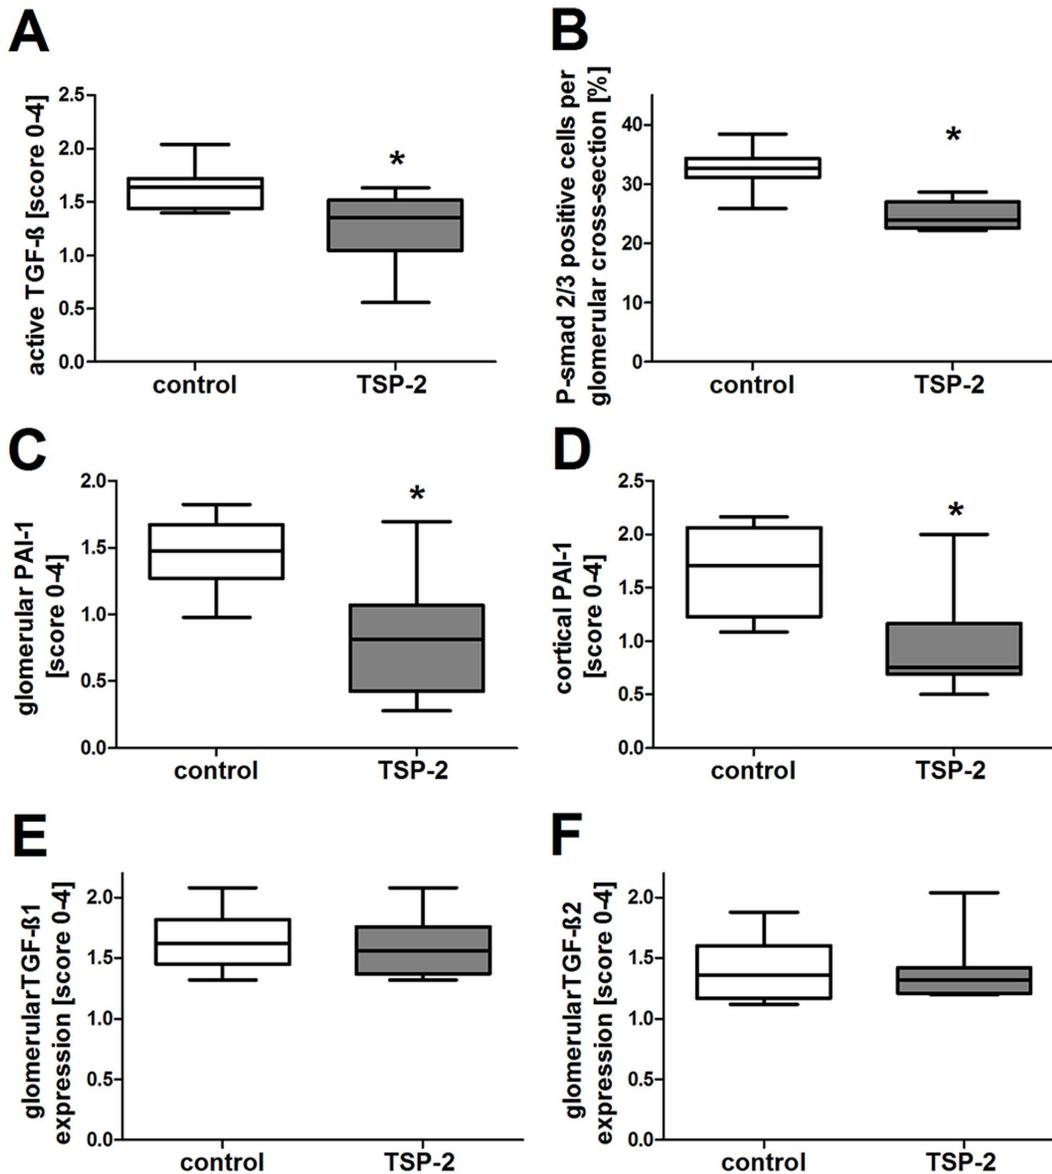 A
active TGF-ß [score 0-4]
2.5
2.0
1.5
1.0
0.5
0.0
*
control
TSP-2
B
P-smad 2/3 positive cells per
glomerular cross-section [%]
40
30
20
10
0
*
control
TSP-2
C
glomerular PAI-1
[score 0-4]
2.0
1.5
1.0
0.5
0.0
*
control
TSP-2
D
cortical PAI-1
[score 0-4]
2.5
2.0
1.5
1.0
0.5
0.0
*
control
TSP-2
E
glomerularTGF-ß1
expression [score 0-4]
2.0
1.5
1.0
0.5
0.0
control
TSP-2
F
glomerularTGF-ß2
expression [score 0-4]
2.0
1.5
1.0
0.5
0.0
control
TSP-2